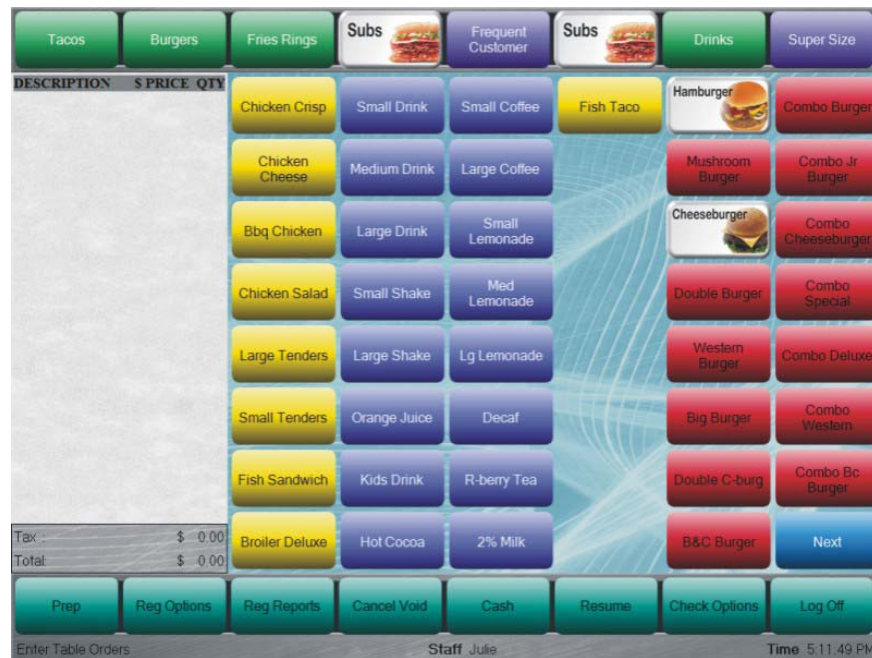 Tacos
Burgers
Fries Rings
Subs
Frequent
Customer
Subs
Drinks
Super Size
DESCRIPTION $ PRICE QTY
Chicken Crisp
Small Drink
Small Coffee
Fish Taco
Hamburger
Combo Burger
Chicken
Cheese
Medium Drink
Large Coffee
Mushroom
Burger
Combo Jr
Burger
Bbq Chicken
Large Drink
Small
Lemonade
Cheeseburger
Combo
Cheeseburger
Chicken Salad
Small Shake
Med
Lemonade
Double Burger
Combo
Special
Large Tenders
Large Shake
Lg Lemonade
Western
Burger
Combo Deluxe
Small Tenders
Orange Juice
Decaf
Big Burger
Combo
Western
Fish Sandwich
Kids Drink
R-berry Tea
Double C-burg
Combo Bc
Burger
Tax : $ 0.00
Total: $ 0.00
Broiler Deluxe
Hot Cocoa
2% Milk
B&C Burger
Next
Prep
Reg Options
Reg Reports
Cancel Void
Cash
Resume
Check Options
Log Off
Enter Table Orders
Staff Julie
Time 5:11:49 PM